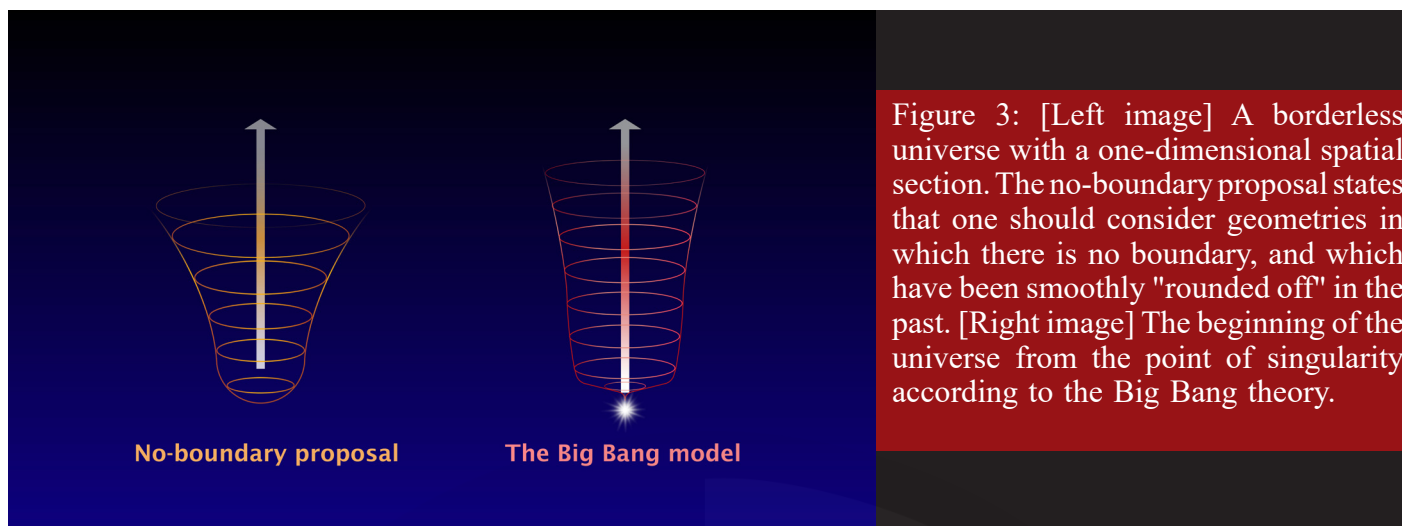 No-boundary proposal
The Big Bang model
Figure 3: [Left image] A borderless
universe with a one-dimensional spatial
section. The no-boundary proposal states
that one should consider geometries in
which there is no boundary, and which
have been smoothly "rounded off" in the
past. [Right image] The beginning of the
universe from the point of singularity
according to the Big Bang theory.